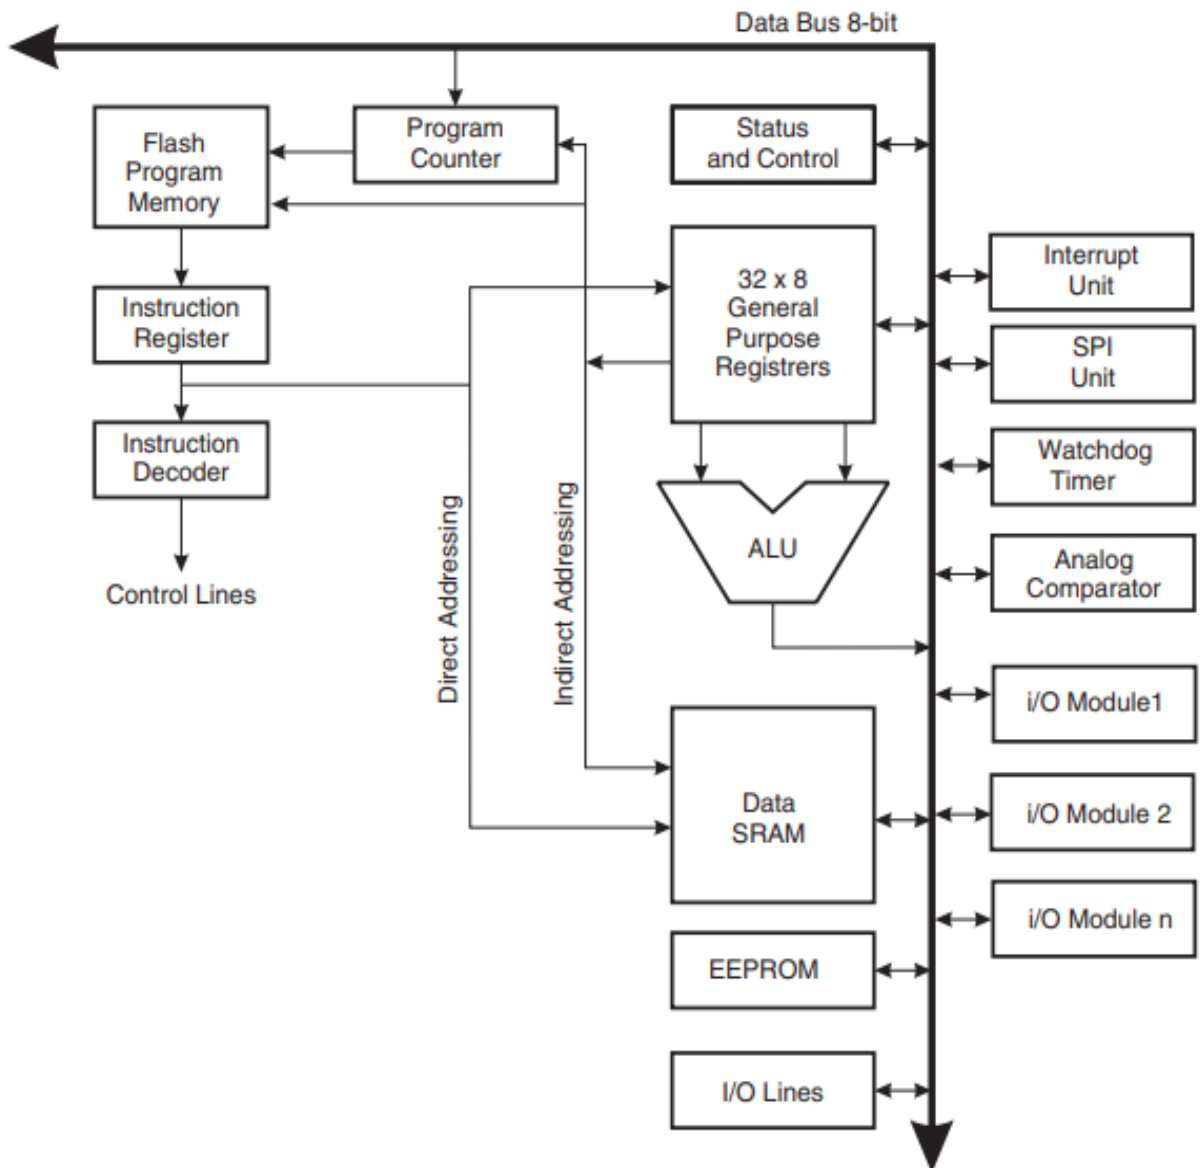 Data Bus 8-bit
Flash
Program
Memory
Program
Counter
Status
and Control
Instruction
Register
32 x 8
General
Purpose
Registrers
Interrupt
Unit
SPI
Unit
Instruction
Decoder
Watchdog
Timer
Control Lines
Direct Addressing
Indirect Addressing
ALU
Analog
Comparator
i/O Module1
Data
SRAM
i/O Module 2
i/O Module n
EEPROM
I/O Lines